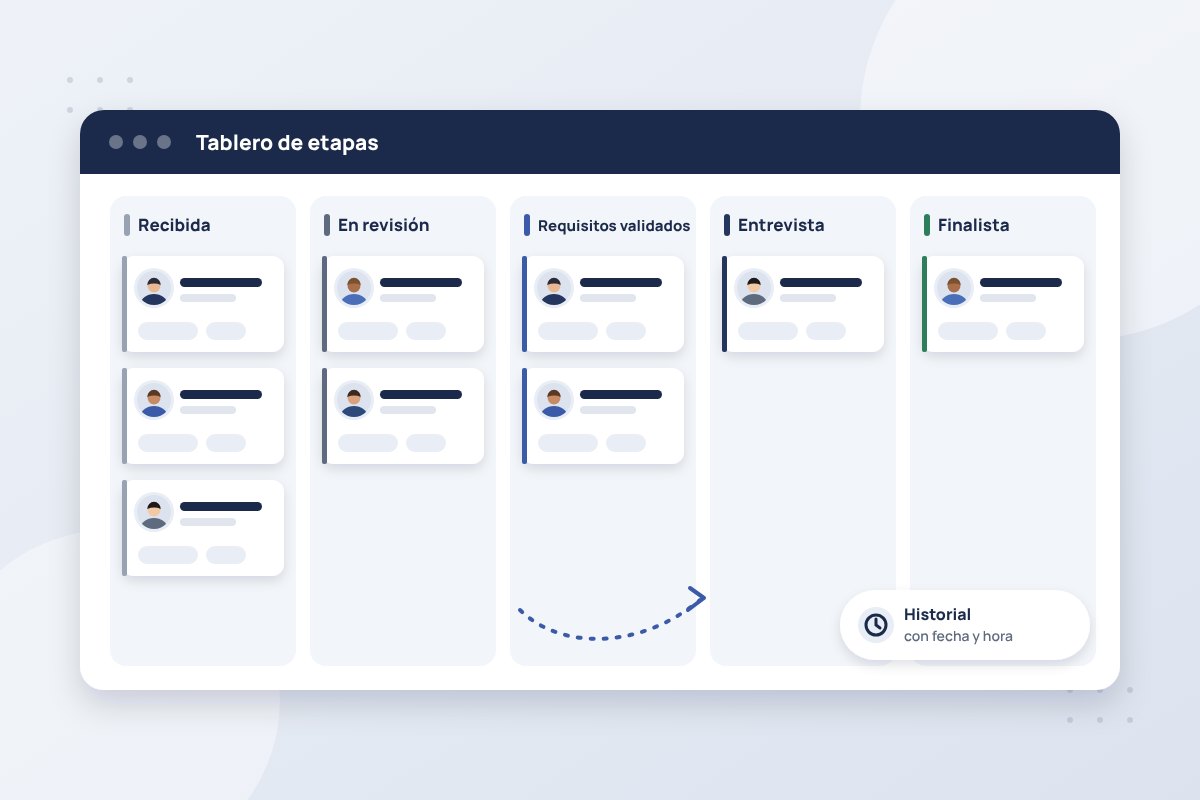 Tablero de etapas
Recibida
En revisión
Requisitos validados
Entrevista
Finalista
Historial
con fecha y hora